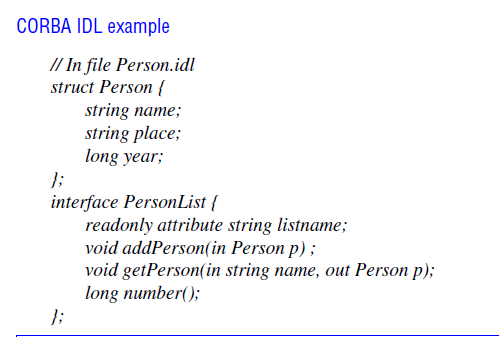 CORBA IDL example
// In file Person.idl
struct Person {
string name;
string place;
long year;
};
interface PersonList {
readonly attribute string listname;
void addPerson(in Person p) ;
void getPerson(in string name, out Person p);
long number();
};